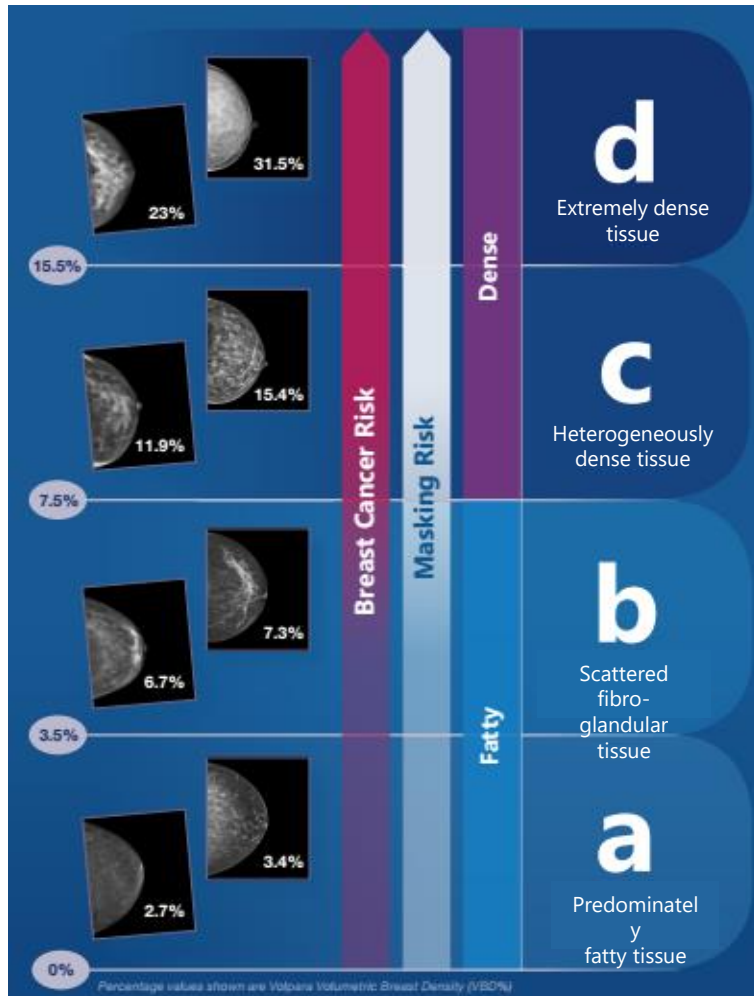 31.5%
23%
d
Extremely dense
tissue
15.5%
15.4%
11.9%
c
Heterogeneously
dense tissue
7.5%
7.3%
6.7%
b
Scattered
fibro-
glandular
tissue
3.5%
3.4%
2.7%
a
Predominatel
y
fatty tissue
0%
Breast Cancer Risk
Masking Risk
Dense
Fatty
Percentage values shown are Volpara Volumetric Breast Density (VBD%)